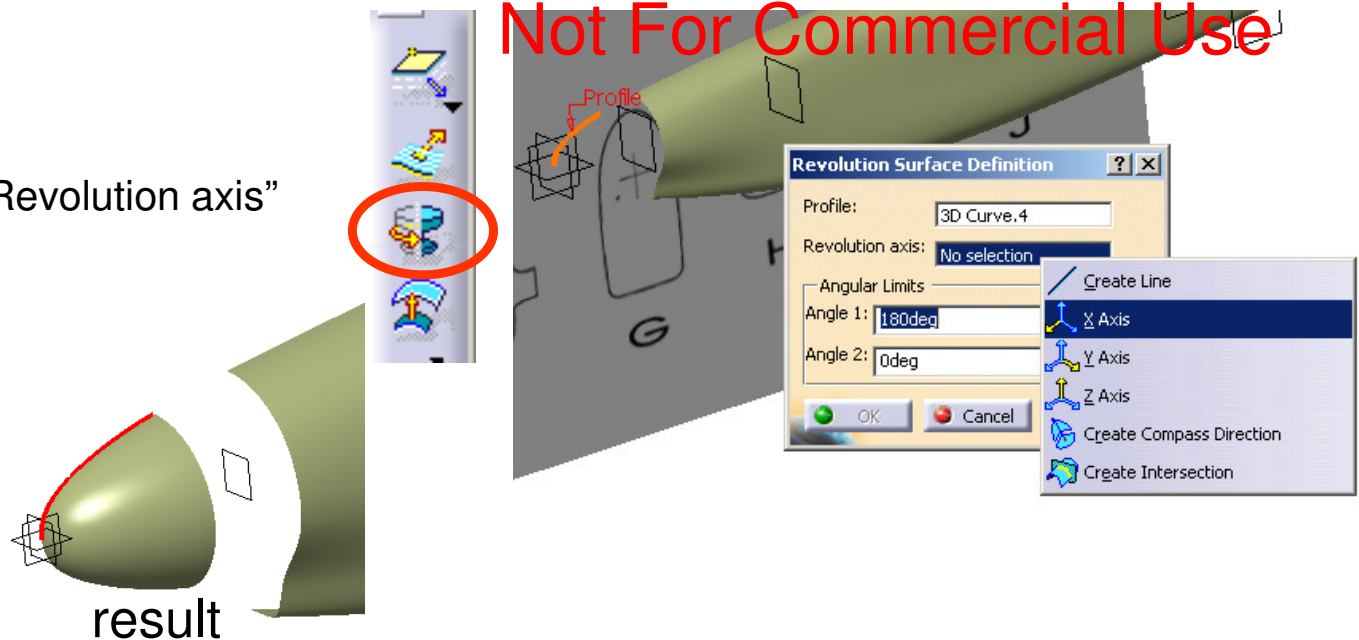 Not For Commercial Use
Revolution axis”
Profile
J
H
G
Revolution Surface Definition
Profile:
3D Curve.4
Revolution axis:
No selection
Angular Limits
Angle 1:
180deg
Angle 2:
0deg
OK
Cancel
Create Line
X Axis
Y Axis
Z Axis
Create Compass Direction
Create Intersection
result